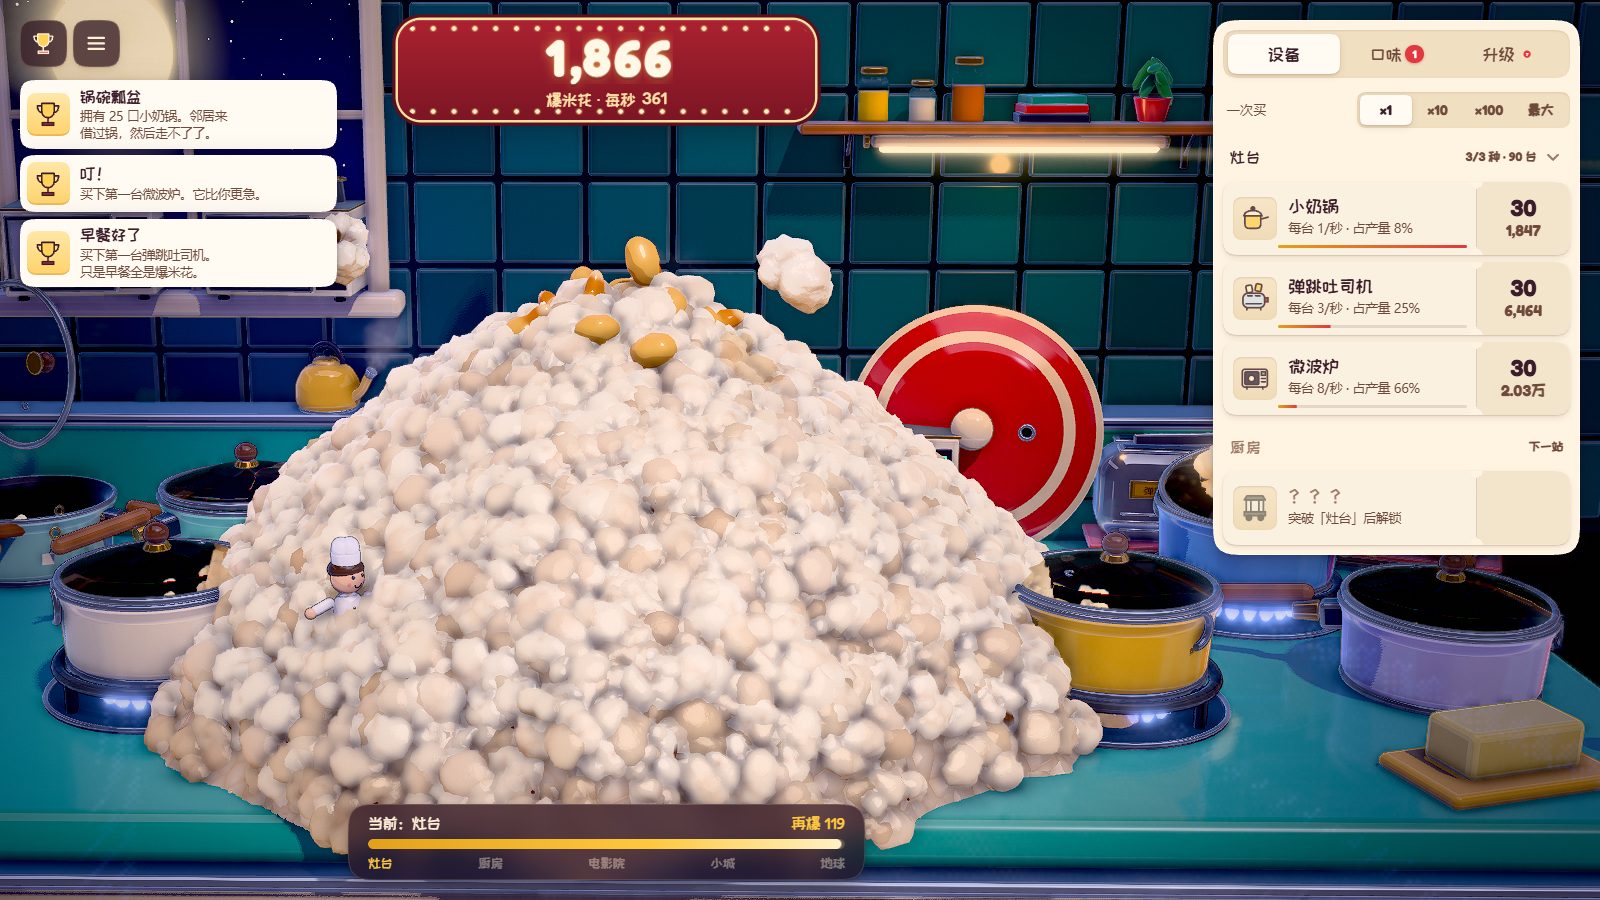 锅碗瓢盆
拥有 25 口小奶锅。邻居来
借过锅，然后走不了了。
叮！
买下第一台微波炉。它比你更急。
早餐好了
买下第一台弹跳吐司机。
只是早餐全是爆米花。
1,866
爆米花 · 每秒 361
设备
口味 1
升级
一次买
x1
x10
x100
最大
灶台
3/3 种 · 90 台
小奶锅
每台 1/秒 · 占产量 8%
30
1,847
弹跳吐司机
每台 3/秒 · 占产量 25%
30
6,464
微波炉
每台 8/秒 · 占产量 66%
30
2.03万
厨房
下一站
？ ？ ？
突破「灶台」后解锁
当前：灶台
再爆 119
灶台
厨房
电影院
小城
地球